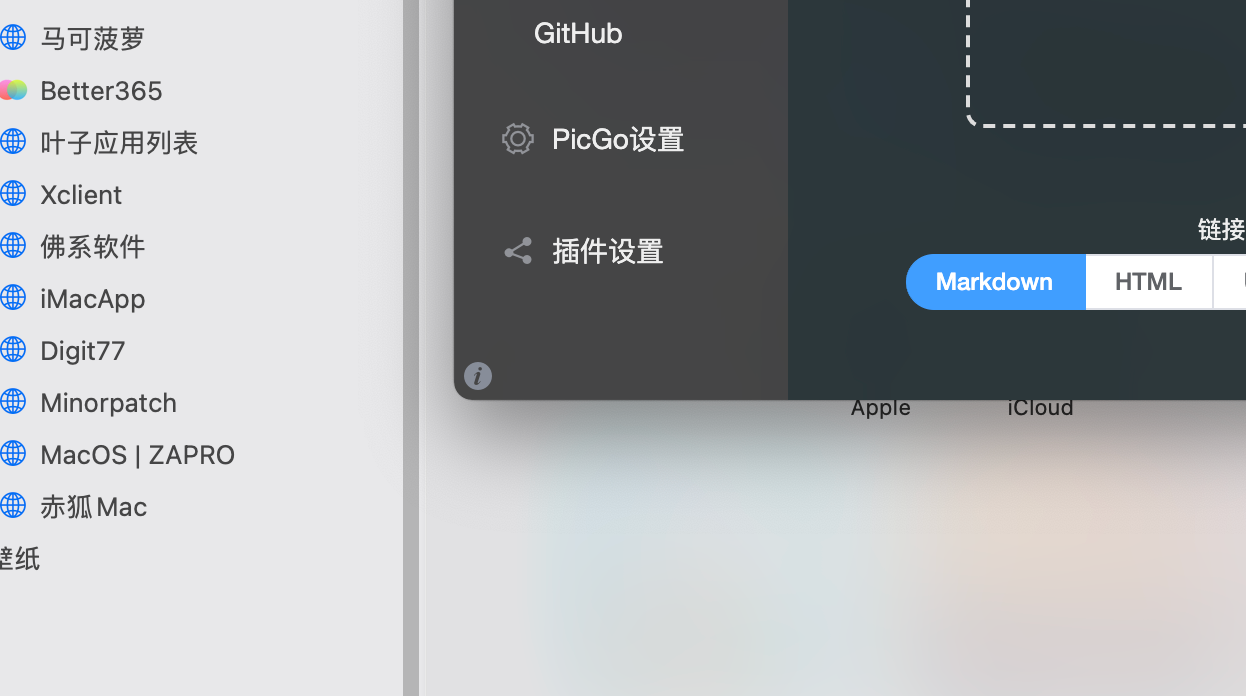 马可菠萝
Better365
叶子应用列表
Xclient
佛系软件
iMacApp
Digit77
Minorpatch
MacOS | ZAPRO
赤狐Mac
壁纸
GitHub
PicGo设置
插件设置
链接
Markdown
HTML
Apple
iCloud